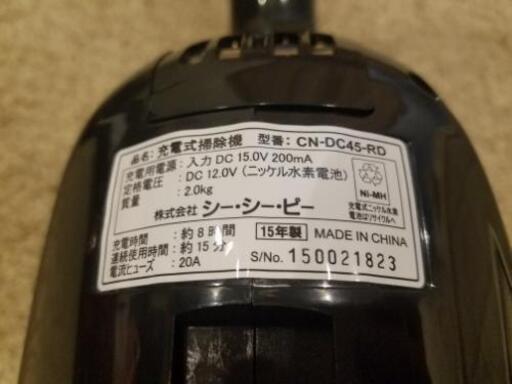 品名: 充電式掃除機 型番: CN-DC45-RD
充電用電源: 入力 DC 15.0V 200mA
定格電圧: DC 12.0V (ニッケル水素電池)
質量: 2.0kg
Ni-MH
充電式ニッケル水素
電池はリサイクルへ
株式会社 シー・シー・ピー
充電時間: 約8時間
連続使用時間: 約15分
電流ヒューズ: 20A
15年製 MADE IN CHINA
S/No. 150021823